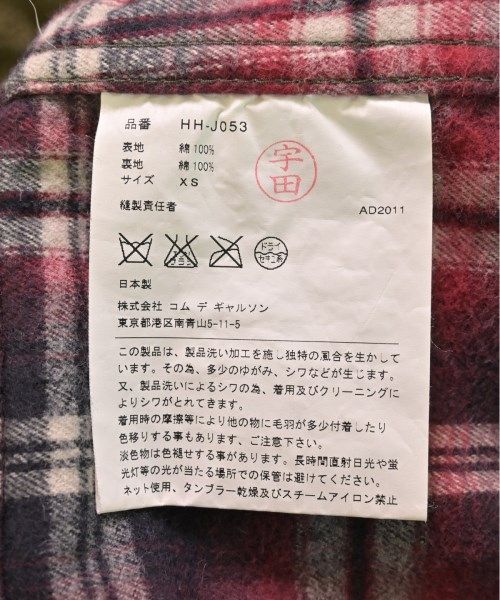 品番 HH-J053
表地 綿100%
裏地 綿100%
サイズ XS
宇田
縫製責任者
AD2011
ドライ
セキユ系
日本製
株式会社 コム デ ギャルソン
東京都港区南青山5-11-5
この製品は、製品洗い加工を施し独特の風合を生かしてい
ます。その為、多少のゆがみ、シワなどが生じます。
又、製品洗いによるシワの為、着用及びクリーニングに
よりシワがとれてきます。
着用時の摩擦等により他の物に毛羽が多少付着したり
色移りする事もあります、ご注意下さい。
淡色物は色褪せする事がございます。長時間直射日光や蛍
光灯等の光が当たる場所での保管は避けてください。
ネット使用、タンブラー乾燥及びスチームアイロン禁止